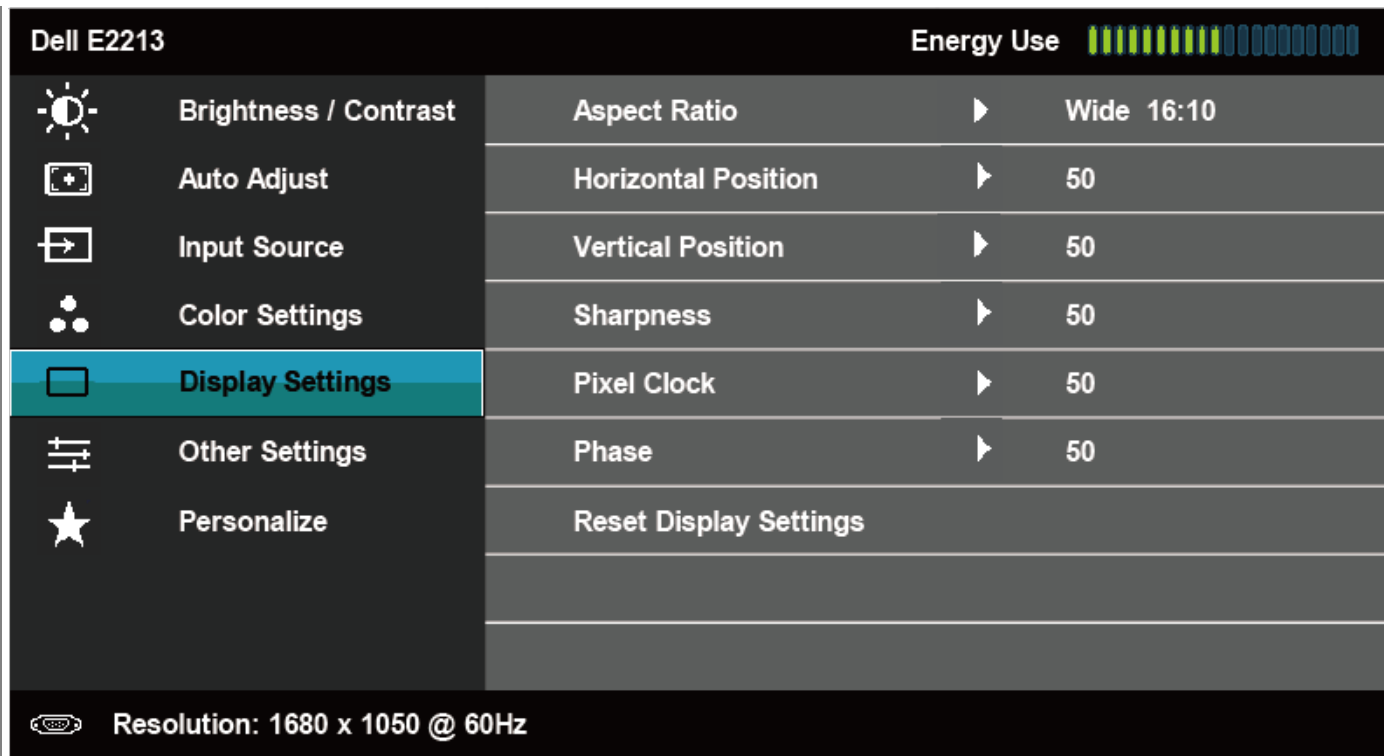 Dell E2213 Energy Use
Brightness / Contrast Aspect Ratio Wide 16:10
Auto Adjust Horizontal Position 50
Input Source Vertical Position 50
Color Settings Sharpness 50
Display Settings Pixel Clock 50
Other Settings Phase 50
Personalize Reset Display Settings
Resolution: 1680 x 1050 @ 60Hz